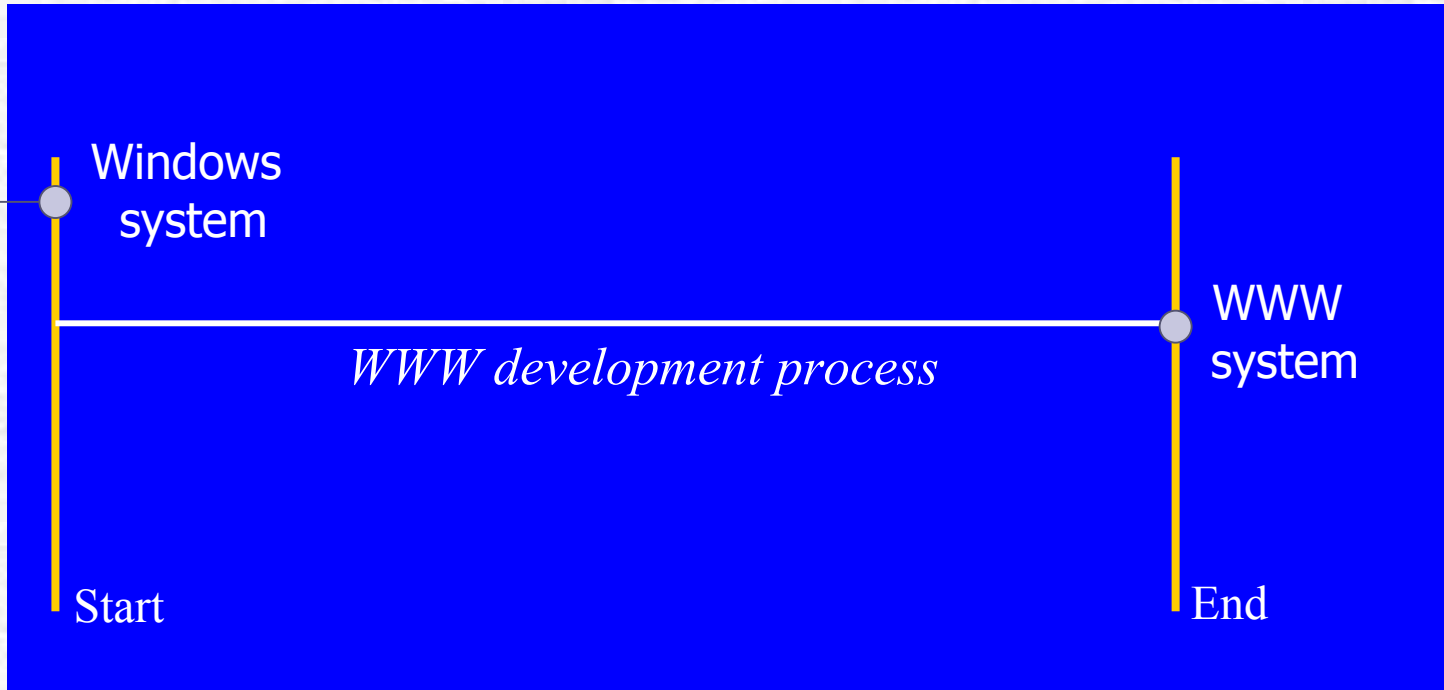 Windows
system
WWW
system
WWW development process
Start
End